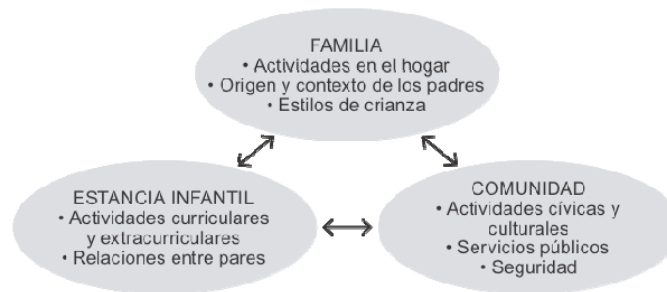 FAMILIA
• Actividades en el hogar
• Origen y contexto de los padres
• Estilos de crianza
ESTANCIA INFANTIL
• Actividades curriculares
y extracurriculares
• Relaciones entre pares
COMUNIDAD
• Actividades cívicas y
culturales
• Servicios públicos
• Seguridad